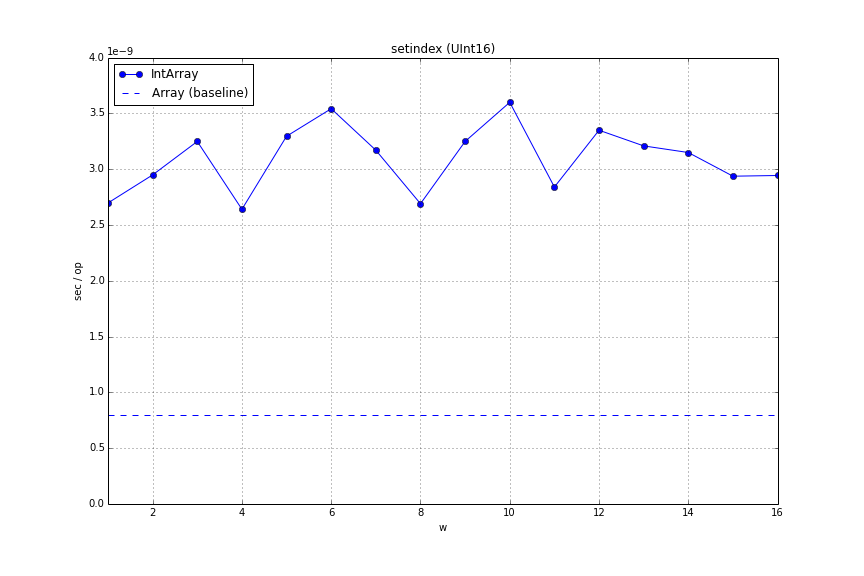 setindex (UInt16)
1e−9
4.0
3.5
3.0
2.5
2.0
1.5
1.0
0.5
0.0
IntArray
Array (baseline)
sec / op
2 4 6 8 10 12 14 16
w